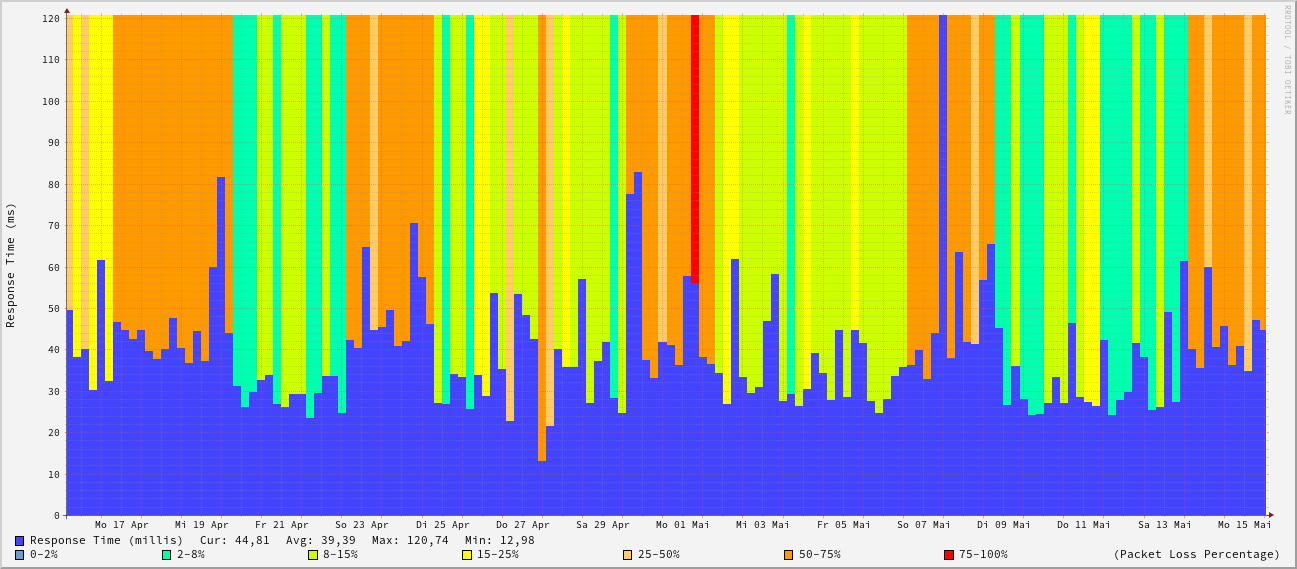 RRDTOOL / TOBI OETIKER
Response Time (ms)
120
110
100
90
80
70
60
50
40
30
20
10
0
Mo 17 Apr Mi 19 Apr Fr 21 Apr So 23 Apr Di 25 Apr Do 27 Apr Sa 29 Apr Mo 01 Mai Mi 03 Mai Fr 05 Mai So 07 Mai Di 09 Mai Do 11 Mai Sa 13 Mai Mo 15 Mai
Response Time (millis) Cur: 44,81 Avg: 39,39 Max: 120,74 Min: 12,98
0-2% 2-8% 8-15% 15-25% 25-50% 50-75% 75-100% (Packet Loss Percentage)